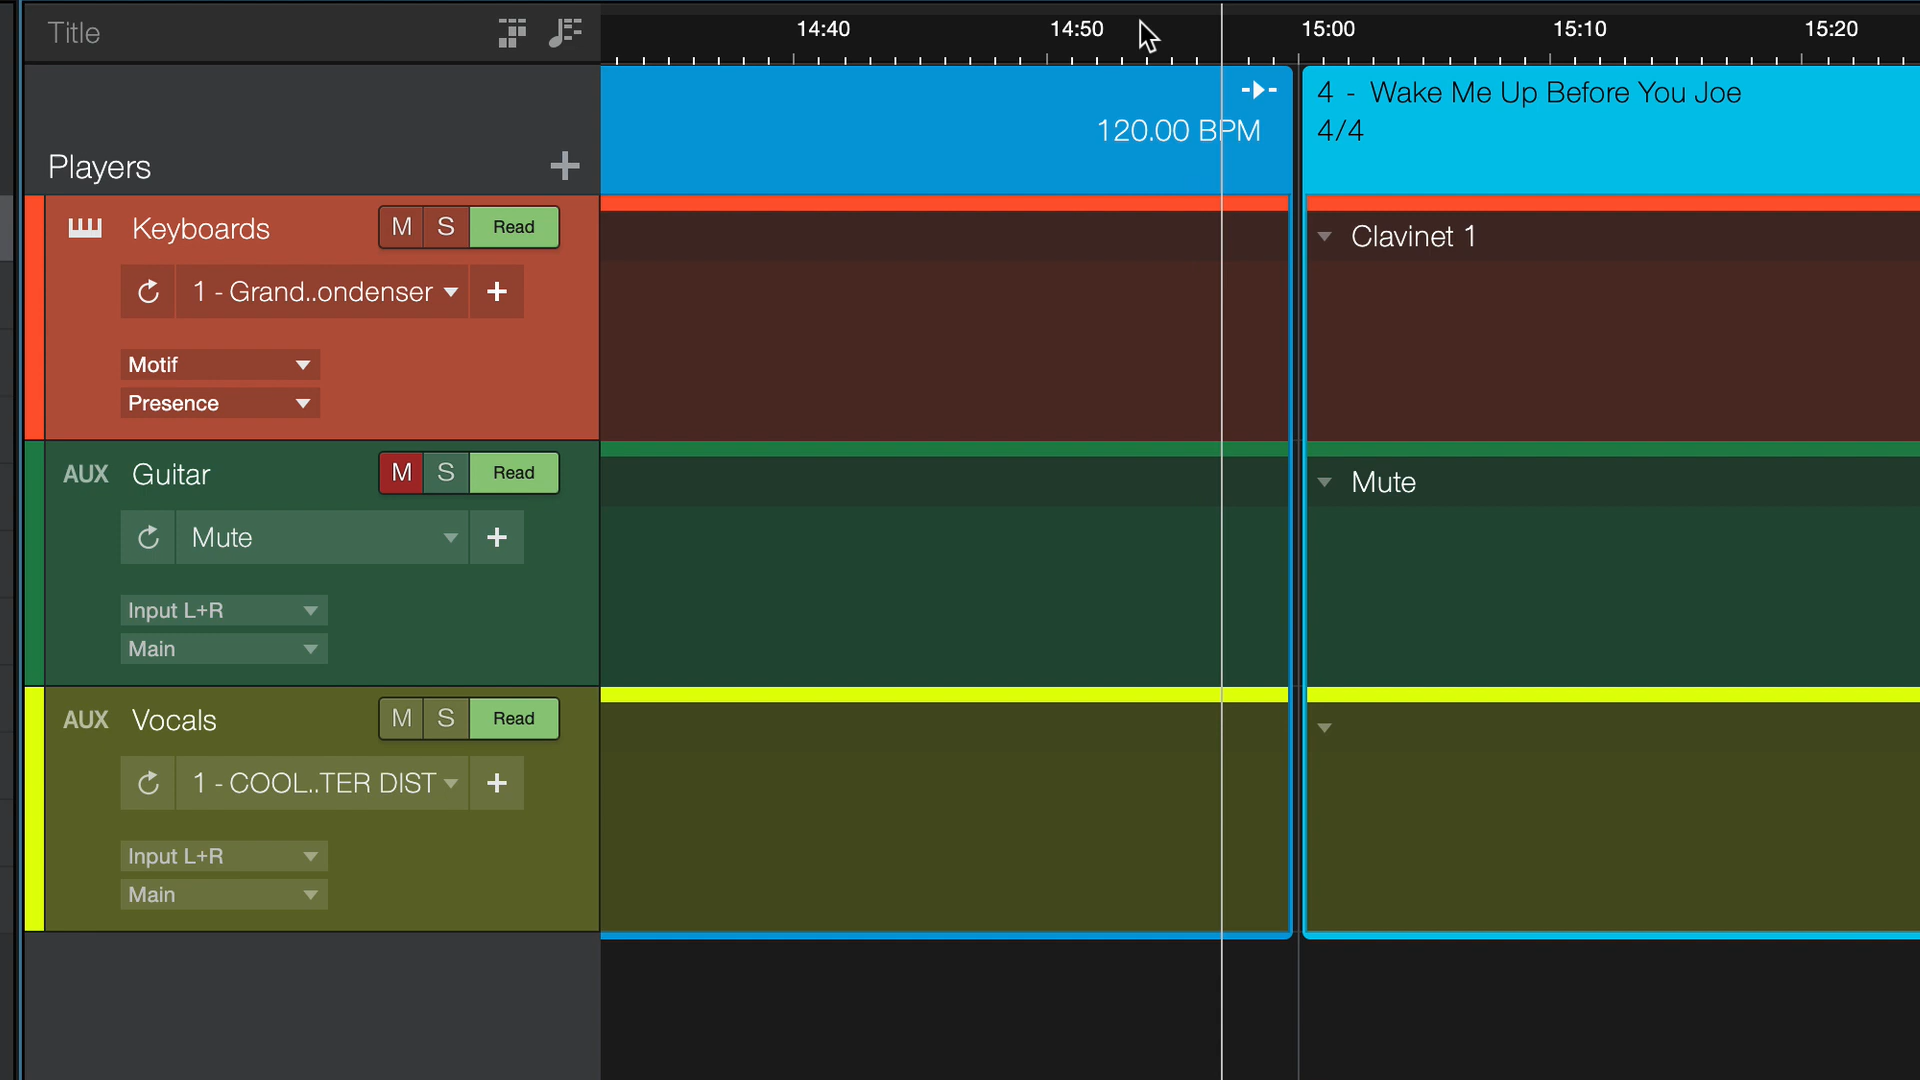 Title
14:40 14:50 15:00 15:10 15:20
120.00 BPM
4 - Wake Me Up Before You Joe
4/4
Players
Keyboards M S Read
1 - Grand..ondenser
Motif
Presence
Clavinet 1
AUX Guitar M S Read
Mute
Input L+R
Main
Mute
AUX Vocals M S Read
1 - COOL..TER DIST
Input L+R
Main